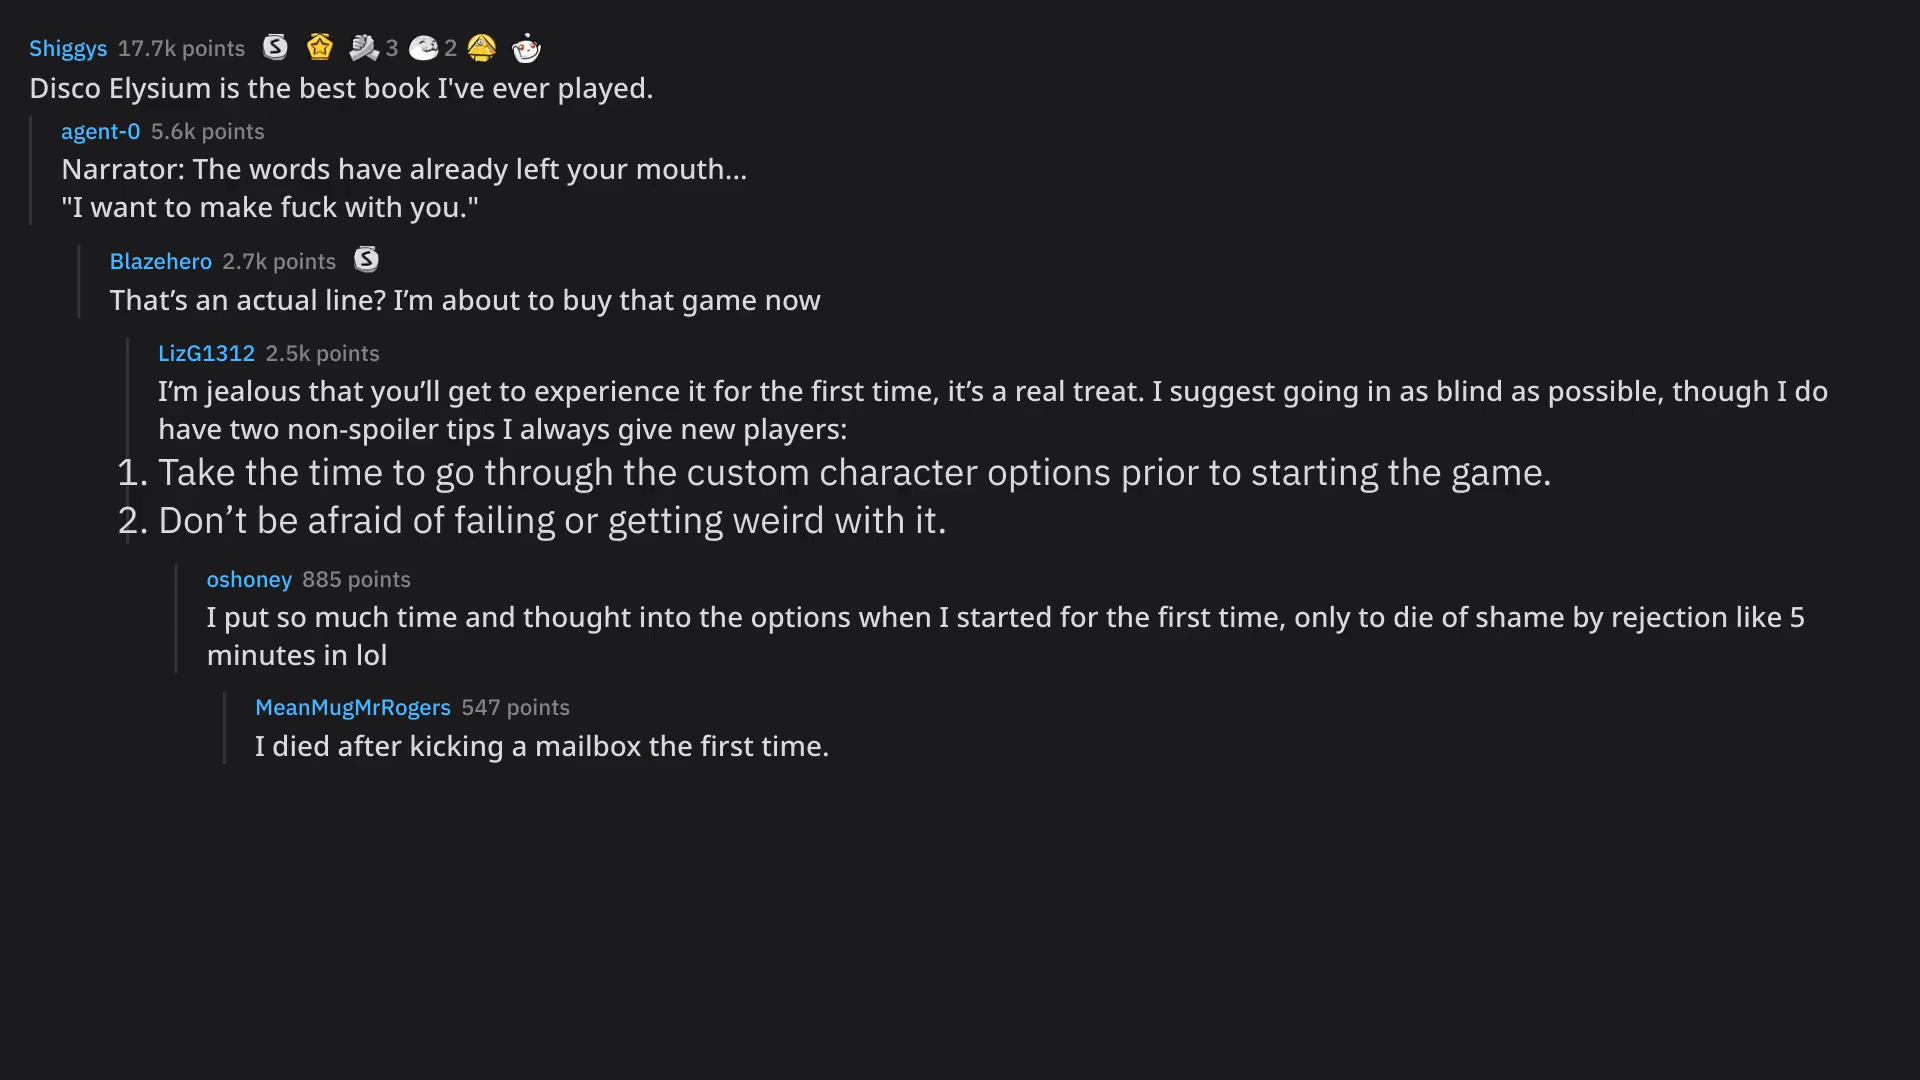 Shiggys 17.7k points 3 2
Disco Elysium is the best book I've ever played.
agent-0 5.6k points
Narrator: The words have already left your mouth...
"I want to make fuck with you."
Blazehero 2.7k points
That’s an actual line? I’m about to buy that game now
LizG1312 2.5k points
I’m jealous that you’ll get to experience it for the first time, it’s a real treat. I suggest going in as blind as possible, though I do
have two non-spoiler tips I always give new players:
1. Take the time to go through the custom character options prior to starting the game.
2. Don’t be afraid of failing or getting weird with it.
oshoney 885 points
I put so much time and thought into the options when I started for the first time, only to die of shame by rejection like 5
minutes in lol
MeanMugMrRogers 547 points
I died after kicking a mailbox the first time.